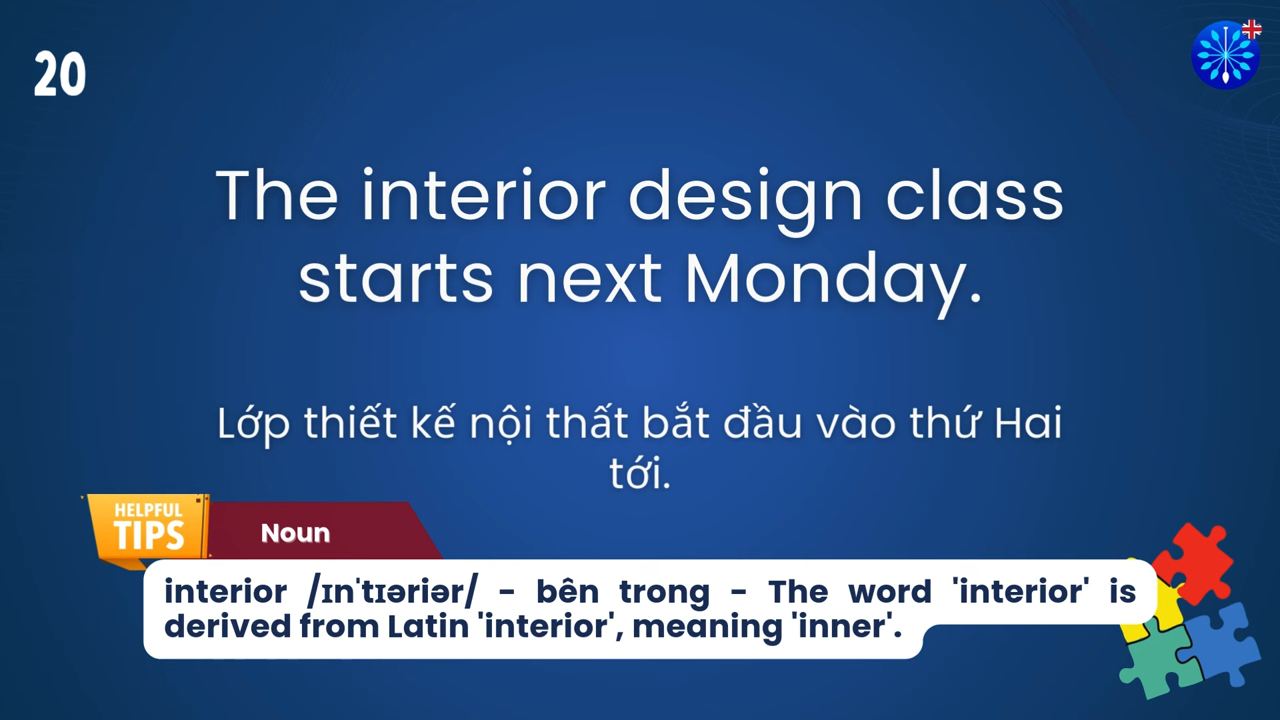 20
The interior design class
starts next Monday.
Lớp thiết kế nội thất bắt đầu vào thứ Hai
tới.
HELPFUL
TIPS
Noun
interior /ɪnˈtɪəriər/ - bên trong - The word 'interior' is
derived from Latin 'interior', meaning 'inner'.